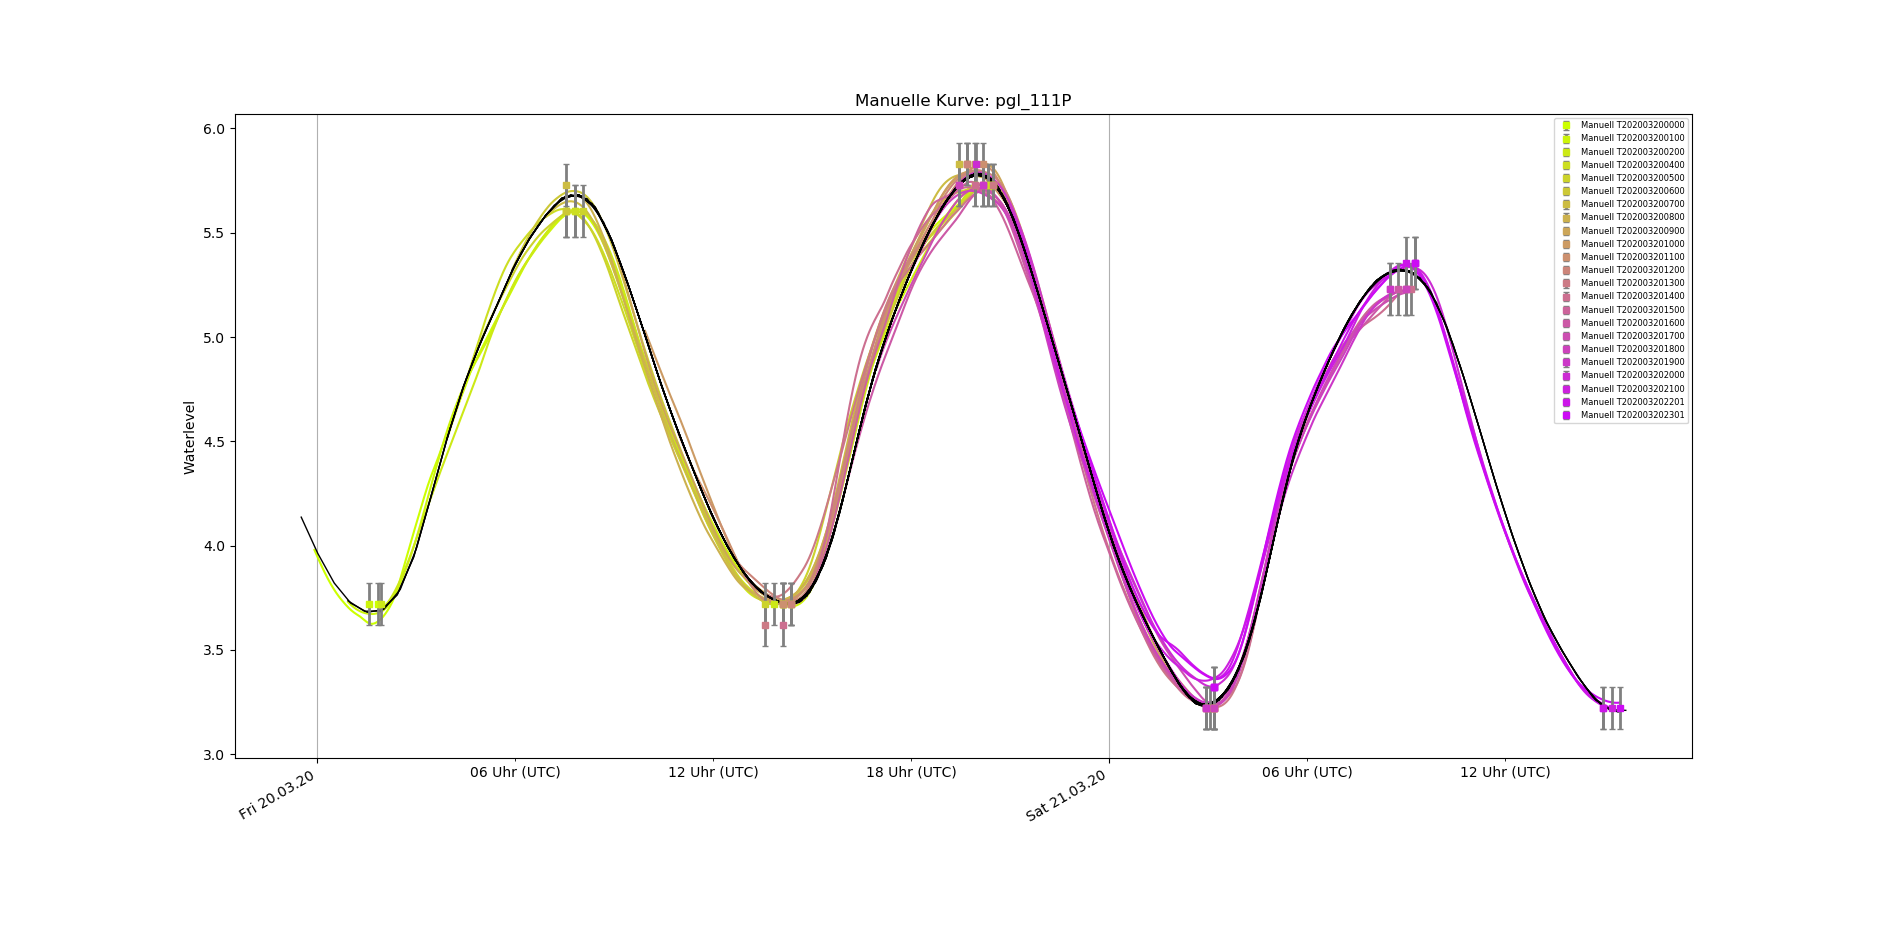 Manuelle Kurve: pgl_111P
Waterlevel
6.0
5.5
5.0
4.5
4.0
3.5
3.0
Fri 20.03.20
06 Uhr (UTC)
12 Uhr (UTC)
18 Uhr (UTC)
Sat 21.03.20
06 Uhr (UTC)
12 Uhr (UTC)
Manuell T202003200000
Manuell T202003200100
Manuell T202003200200
Manuell T202003200400
Manuell T202003200500
Manuell T202003200600
Manuell T202003200700
Manuell T202003200800
Manuell T202003200900
Manuell T202003201000
Manuell T202003201100
Manuell T202003201200
Manuell T202003201300
Manuell T202003201400
Manuell T202003201500
Manuell T202003201600
Manuell T202003201700
Manuell T202003201800
Manuell T202003201900
Manuell T202003202000
Manuell T202003202100
Manuell T202003202201
Manuell T202003202301